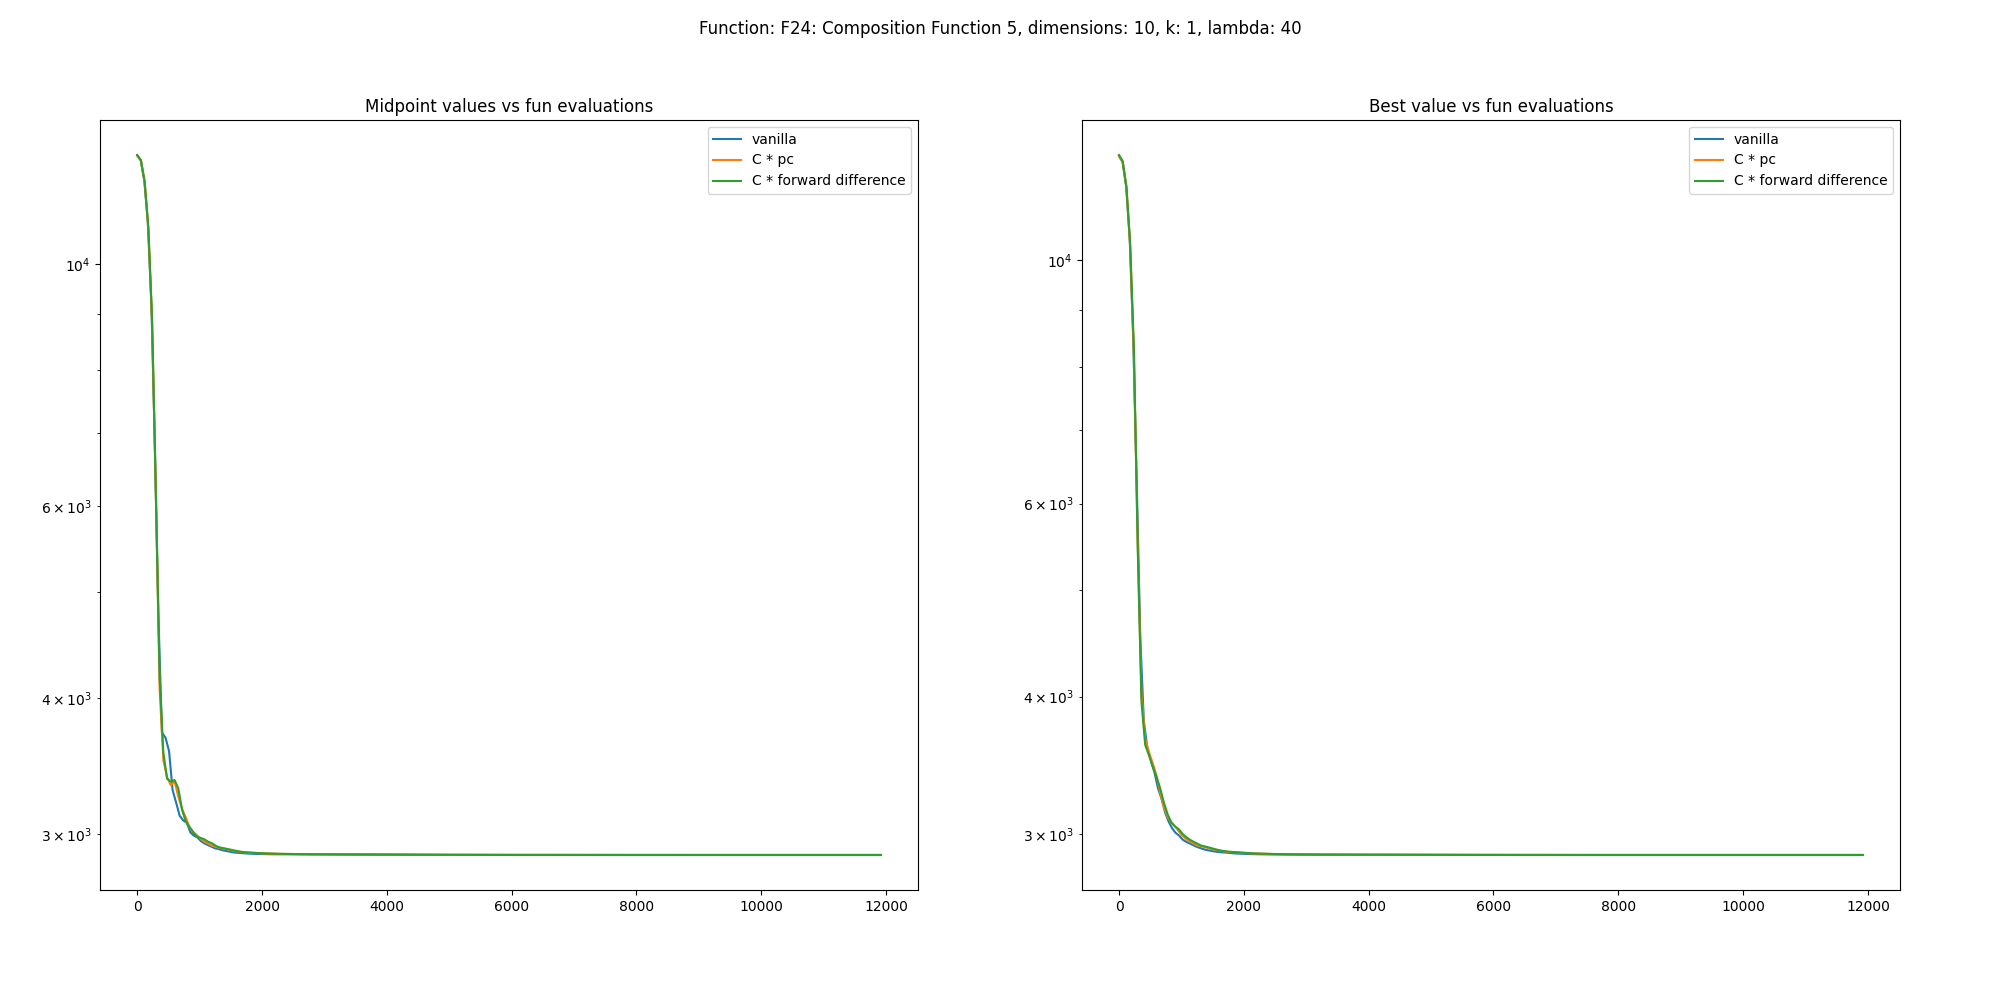 Function: F24: Composition Function 5, dimensions: 10, k: 1, lambda: 40
Midpoint values vs fun evaluations
vanilla
C * pc
C * forward difference
10⁴
6 × 10³
4 × 10³
3 × 10³
0 2000 4000 6000 8000 10000 12000
Best value vs fun evaluations
vanilla
C * pc
C * forward difference
10⁴
6 × 10³
4 × 10³
3 × 10³
0 2000 4000 6000 8000 10000 12000